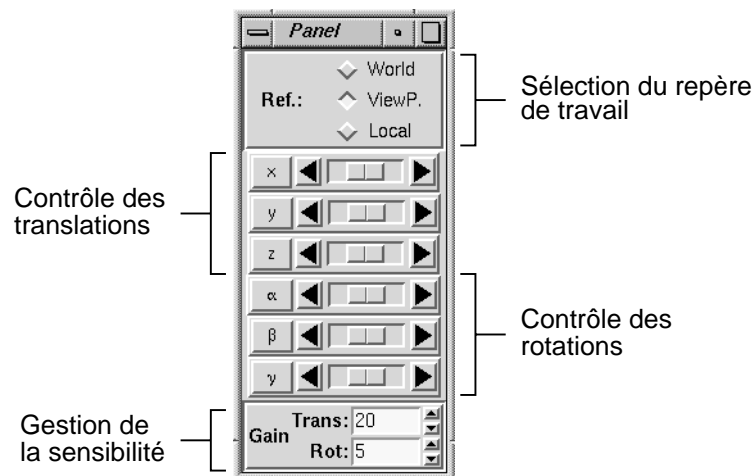 Panel
World
Ref.: ViewP.
Local
Sélection du repère
de travail
x
y
z
Contrôle des
translations
α
β
γ
Contrôle des
rotations
Gestion de
la sensibilité
Gain
Trans: 20
Rot: 5